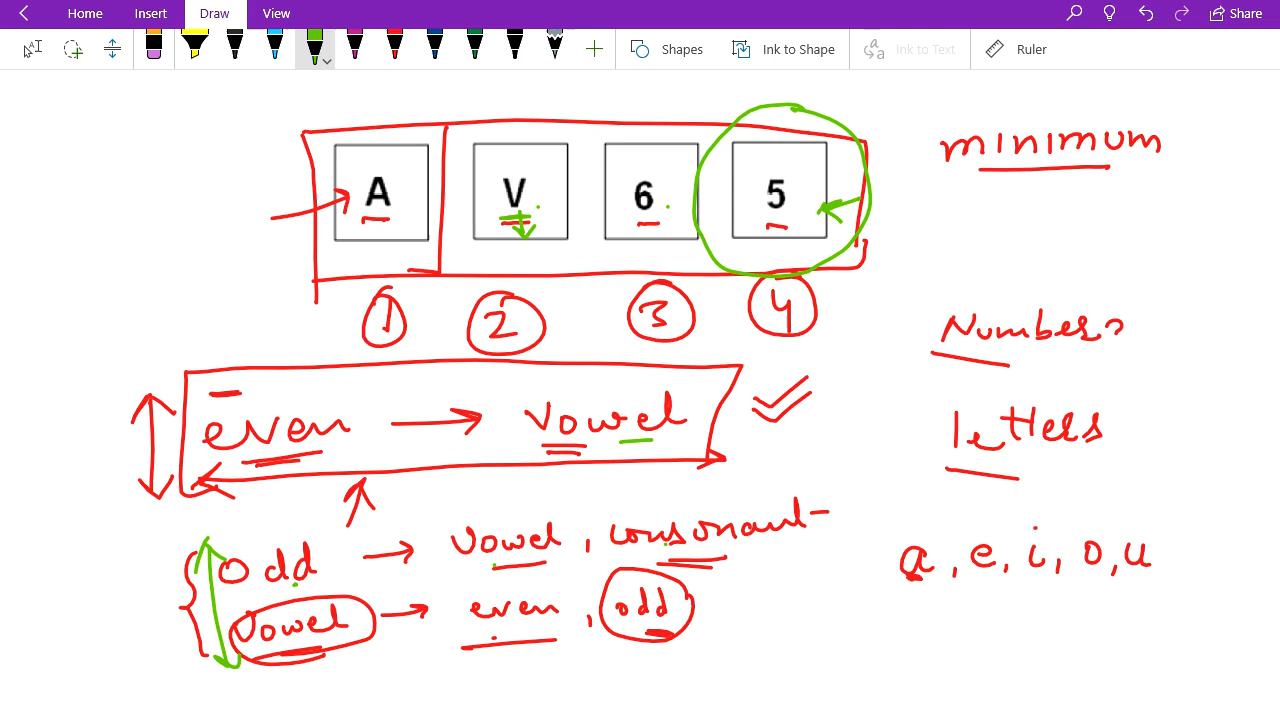 Home Insert Draw View Share
Shapes Ink to Shape Ink to Text Ruler
A V 6 5
minimum
1 2 3 4
Numbers
even → vowel
letters
odd → vowel, consonant
a, e, i, o, u
vowel → even, odd